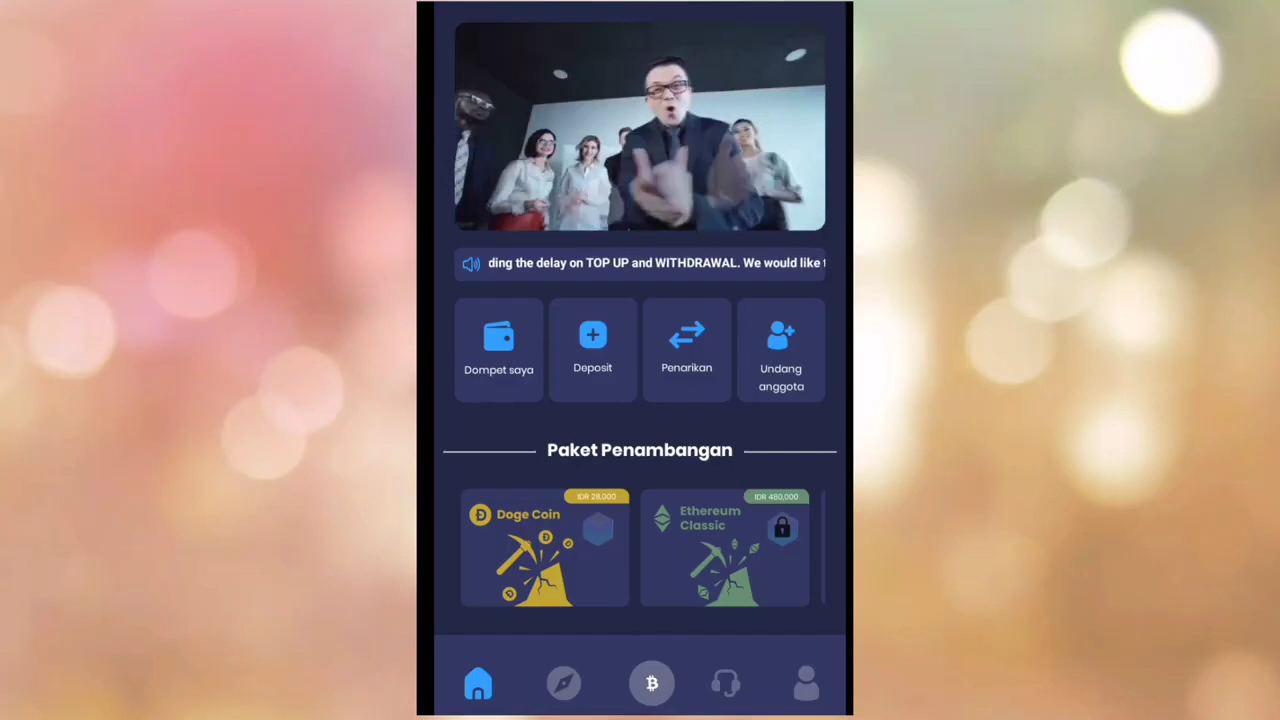 ding the delay on TOP UP and WITHDRAWAL. We would like
Dompet saya
Deposit
Penarikan
Undang
anggota
Paket Penambangan
IDR 28,000
Doge Coin
IDR 480,000
Ethereum
Classic